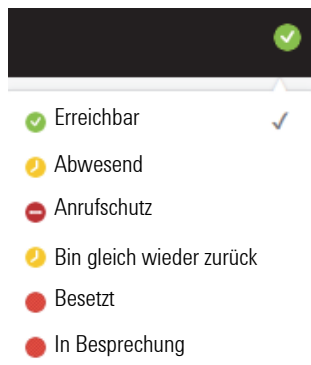 Erreichbar
Abwesend
Anrufschutz
Bin gleich wieder zurück
Besetzt
In Besprechung